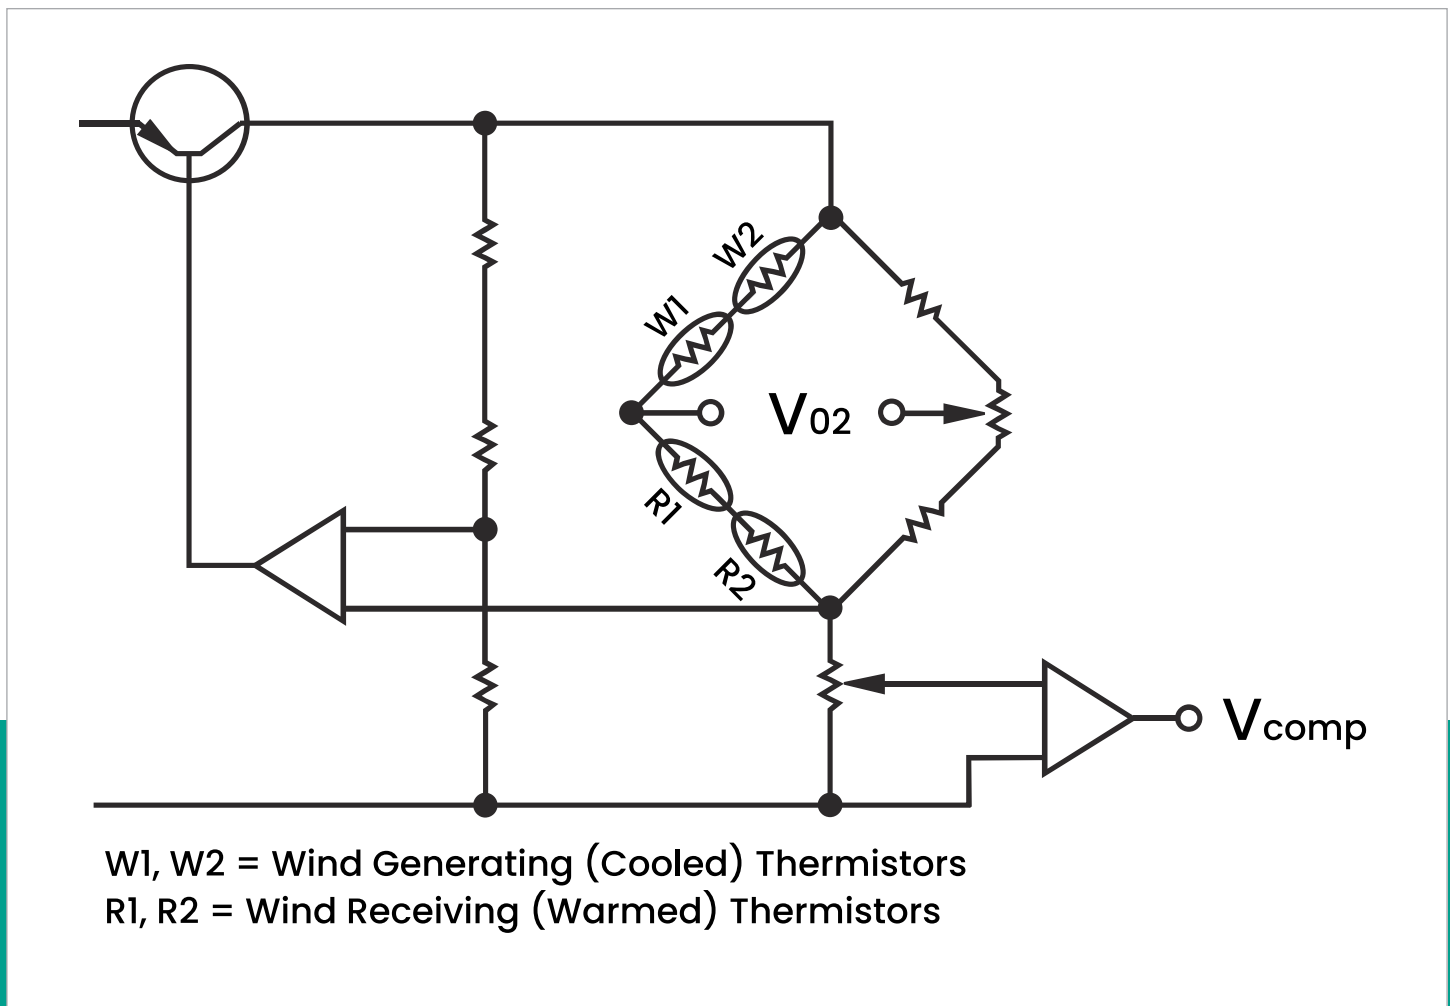 W2
W1
V02
R1
R2
Vcomp
W1, W2 = Wind Generating (Cooled) Thermistors
R1, R2 = Wind Receiving (Warmed) Thermistors